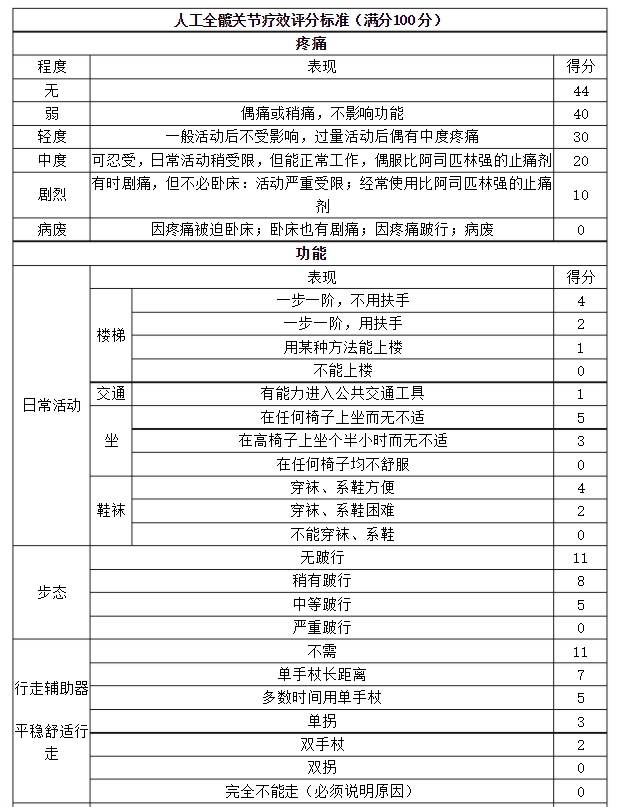 人工全髋关节疗效评分标准（满分100分）
疼痛
程度 表现 得分
无 44
弱 偶痛或稍痛，不影响功能 40
轻度 一般活动后不受影响，过量活动后偶有中度疼痛 30
中度 可忍受，日常活动稍受限，但能正常工作，偶服比阿司匹林强的止痛剂 20
剧烈 有时剧痛，但不必卧床：活动严重受限；经常使用比阿司匹林强的止痛
剂 10
病废 因疼痛被迫卧床；卧床也有剧痛；因疼痛跛行；病废 0
功能
表现 得分
日常活动
楼梯
一步一阶，不用扶手 4
一步一阶，用扶手 2
用某种方法能上楼 1
不能上楼 0
交通 有能力进入公共交通工具 1
坐
在任何椅子上坐而无不适 5
在高椅子上坐个半小时而无不适 3
在任何椅子均不舒服 0
鞋袜
穿袜、系鞋方便 4
穿袜、系鞋困难 2
不能穿袜、系鞋 0
步态
无跛行 11
稍有跛行 8
中等跛行 5
严重跛行 0
行走辅助器
平稳舒适行
走
不需 11
单手杖长距离 7
多数时间用单手杖 5
单拐 3
双手杖 2
双拐 0
完全不能走（必须说明原因） 0